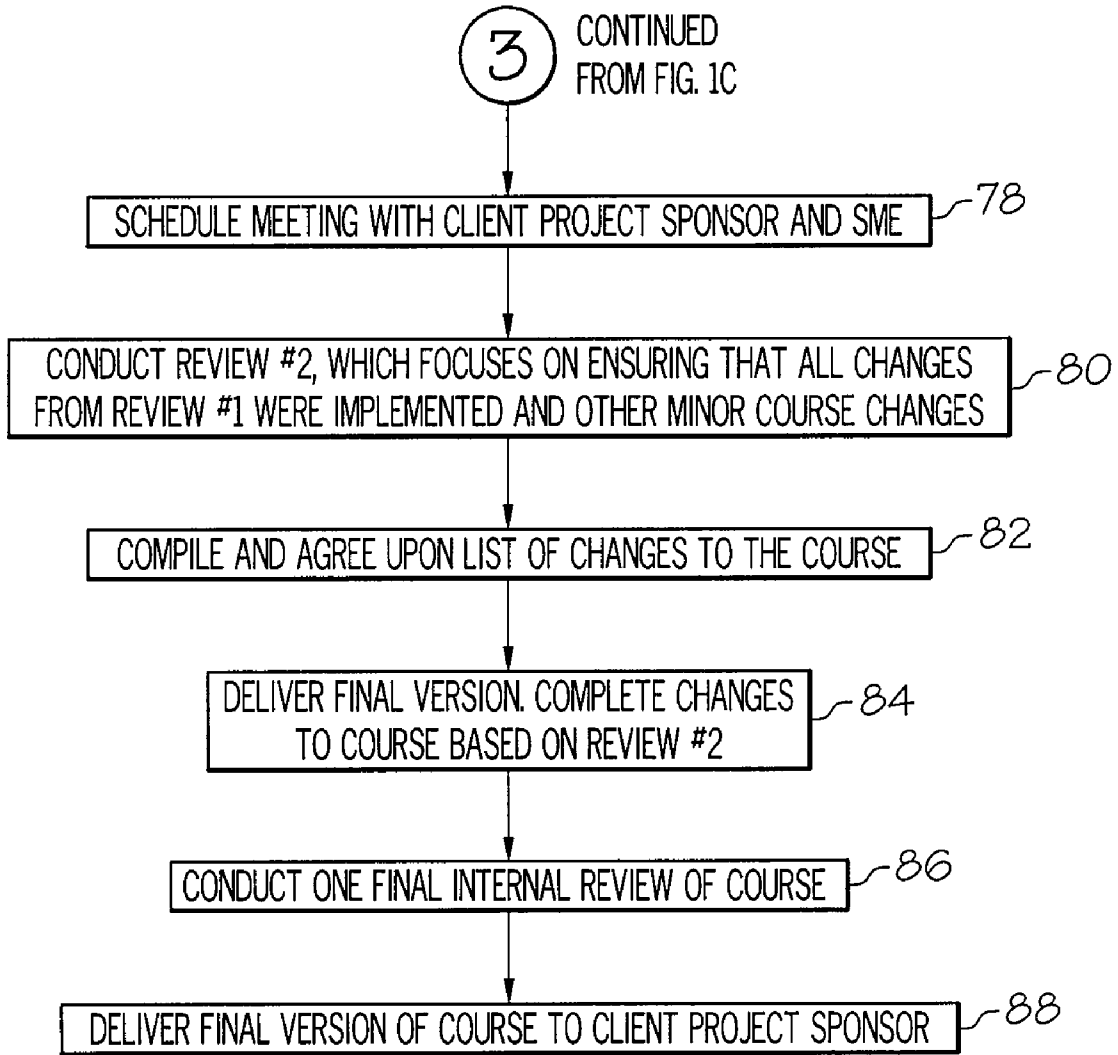 3
CONTINUED
FROM FIG. 1C
SCHEDULE MEETING WITH CLIENT PROJECT SPONSOR AND SME
78
CONDUCT REVIEW #2, WHICH FOCUSES ON ENSURING THAT ALL CHANGES
FROM REVIEW #1 WERE IMPLEMENTED AND OTHER MINOR COURSE CHANGES
80
COMPILE AND AGREE UPON LIST OF CHANGES TO THE COURSE
82
DELIVER FINAL VERSION. COMPLETE CHANGES
TO COURSE BASED ON REVIEW #2
84
CONDUCT ONE FINAL INTERNAL REVIEW OF COURSE
86
DELIVER FINAL VERSION OF COURSE TO CLIENT PROJECT SPONSOR
88